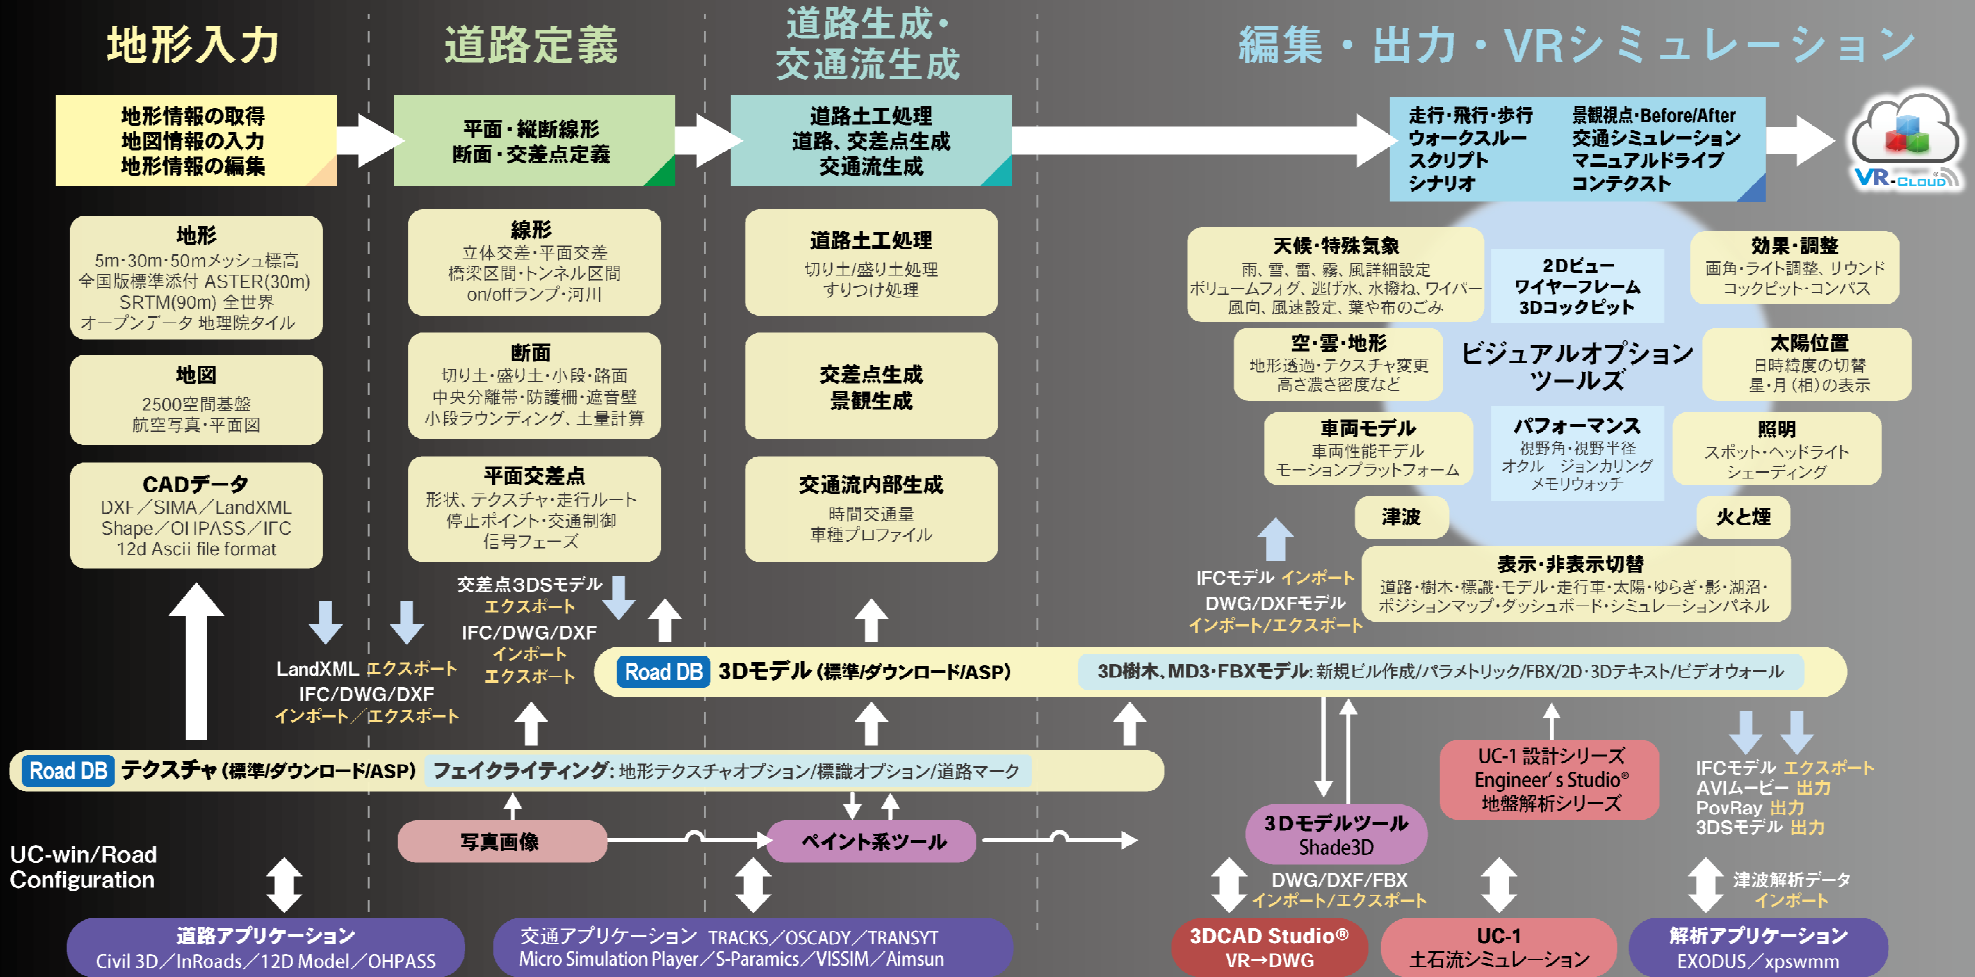 地形入力
道路定義
道路生成・
交通流生成
編集・出力・VRシミュレーション
地形情報の取得
地図情報の入力
地形情報の編集
平面・縦断線形
断面・交差点定義
道路土工処理
道路、交差点生成
交通流生成
走行・飛行・歩行
ウォークスルー
スクリプト
シナリオ
景観視点・Before/After
交通シミュレーション
マニュアルドライブ
コンテクスト
VR-CLOUD
地形
5m・30m・50mメッシュ標高
全国版標準添付 ASTER(30m)
SRTM(90m) 全世界
オープンデータ 地理院タイル
地図
2500空間基盤
航空写真・平面図
CADデータ
DXF／SIMA／LandXML
Shape／OHPASS／IFC
12d Ascii file format
線形
立体交差・平面交差
橋梁区間・トンネル区間
on/offランプ・河川
断面
切り土・盛り土・小段・路面
中央分離帯・防護柵・遮音壁
小段ラウンディング、土量計算
平面交差点
形状、テクスチャ・走行ルート
停止ポイント・交通制御
信号フェーズ
道路土工処理
切り土/盛り土処理
すりつけ処理
交差点生成
景観生成
交通流内部生成
時間交通量
車種プロファイル
天候・特殊気象
雨、雪、雷、霧、風詳細設定
ボリュームフィグ、逃げ水、水撥ね、ワイパー
風向、風速設定、葉や布のごみ
空・雲・地形
地形透過・テクスチャ変更
高さ濃さ密度など
車両モデル
車両性能モデル
モーションプラットフォーム
津波
2Dビュー
ワイヤーフレーム
3Dコックピット
ビジュアルオプション
ツールズ
パフォーマンス
視野角・視野半径
オクル　ジョンカリング
メモリウォッチ
効果・調整
画角・ライト調整、リウンド
コックピット・コンパス
太陽位置
日時緯度の切替
星・月(相)の表示
照明
スポット・ヘッドライト
シェーディング
火と煙
表示・非表示切替
道路・樹木・標識・モデル・走行車・太陽・ゆらぎ・影・湖沼・
ポジションマップ・ダッシュボード・シミュレーションパネル
IFCモデル インポート
DWG/DXFモデル
インポート/エクスポート
交差点3DSモデル
エクスポート
IFC/DWG/DXF
インポート
エクスポート
LandXML エクスポート
IFC/DWG/DXF
インポート／エクスポート
Road DB 3Dモデル (標準/ダウンロード/ASP)
3D樹木、MD3・FBXモデル：新規ビル作成/パラメトリック/FBX/2D・3Dテキスト/ビデオウォール
Road DB テクスチャ (標準/ダウンロード/ASP)
フェイクライティング：地形テクスチャオプション/標識オプション/道路マーク
写真画像
ペイント系ツール
3Dモデルツール
Shade3D
UC-1 設計シリーズ
Engineer's Studio®
地盤解析シリーズ
IFCモデル エクスポート
AVIムービー 出力
PovRay 出力
3DSモデル 出力
UC-win/Road
Configuration
DWG/DXF/FBX
インポート/エクスポート
津波解析データ
インポート
道路アプリケーション
Civil 3D／InRoads／12D Model／OHPASS
交通アプリケーション TRACKS／OSCADY／TRANSYT
Micro Simulation Player／S-Paramics／VISSIM／Aimsun
3DCAD Studio®
VR→DWG
UC-1
土石流シミュレーション
解析アプリケーション
EXODUS／xpswmm